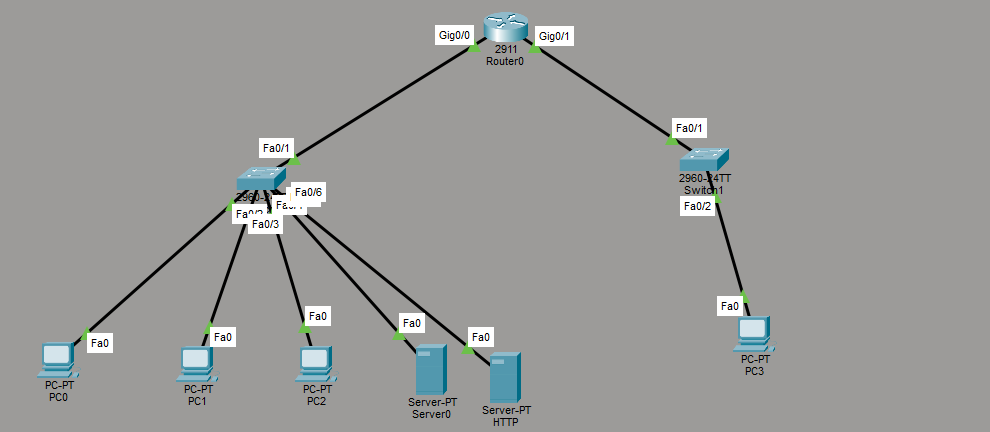 Gig0/0
Gig0/1
2911
Router0
Fa0/1
Fa0/1
2960-24TT
Switch1
Fa0/6
Fa0/2
Fa0/3
Fa0
Fa0
Fa0
Fa0
Fa0
Fa0
PC-PT
PC0
PC-PT
PC1
PC-PT
PC2
Server-PT
Server0
Server-PT
HTTP
PC-PT
PC3